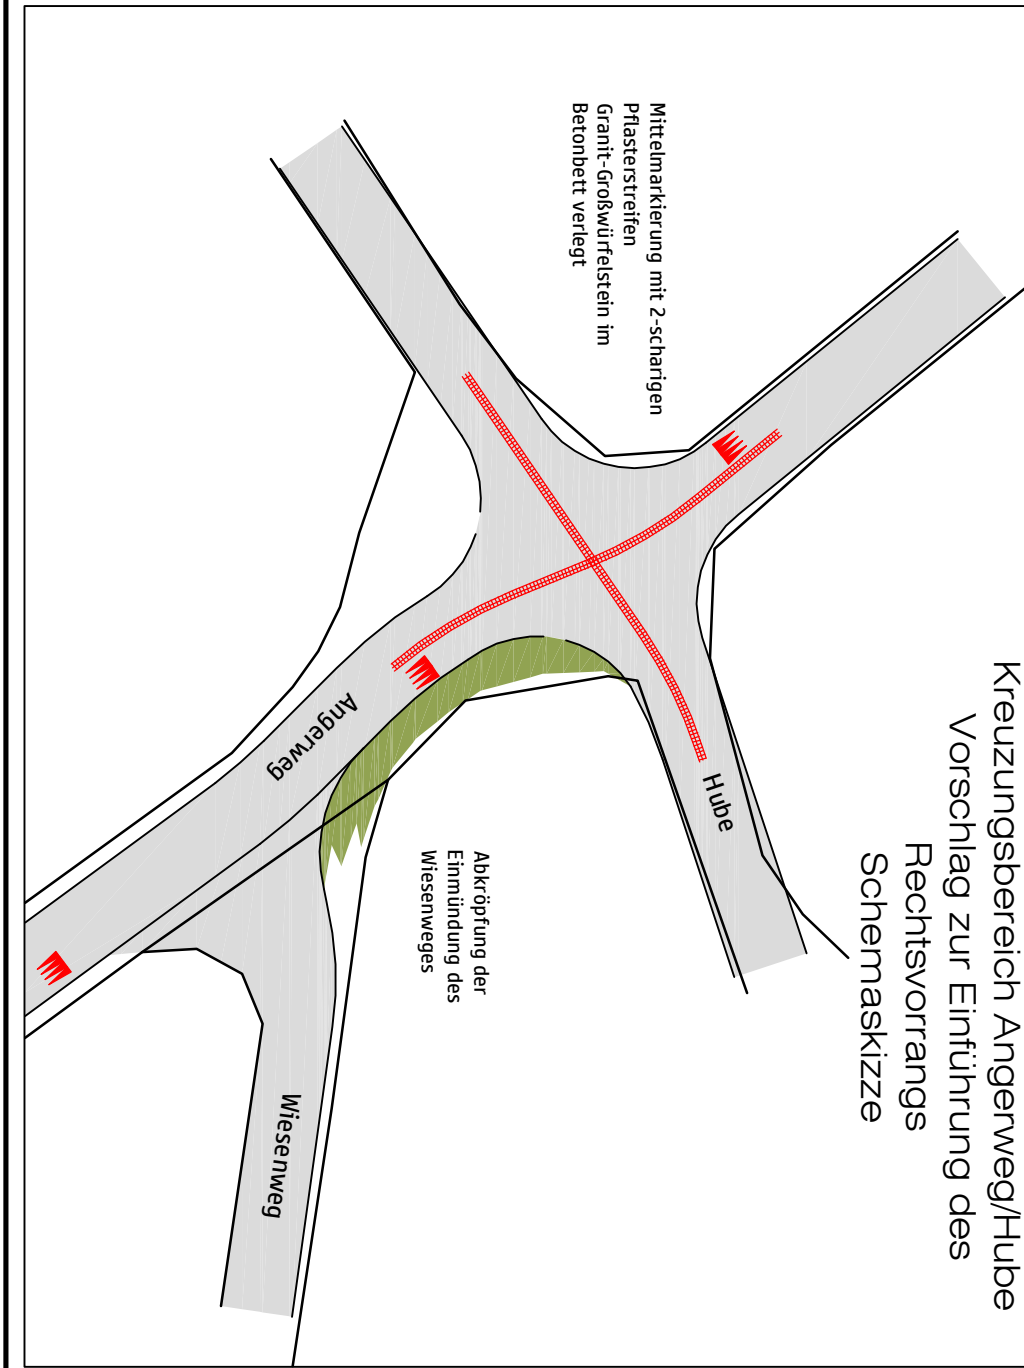 Kreuzungsbereich Angerweg/Hube
Vorschlag zur Einführung des
Rechtsvorrangs
Schemaskizze
Mittelmarkierung mit 2-scharigen
Pflasterstreifen
Granit-Großwürfelstein im
Betonbett verlegt
Hube
Angerweg
Abkröpfung der
Einmündung des
Wiesenweges
Wiesenweg